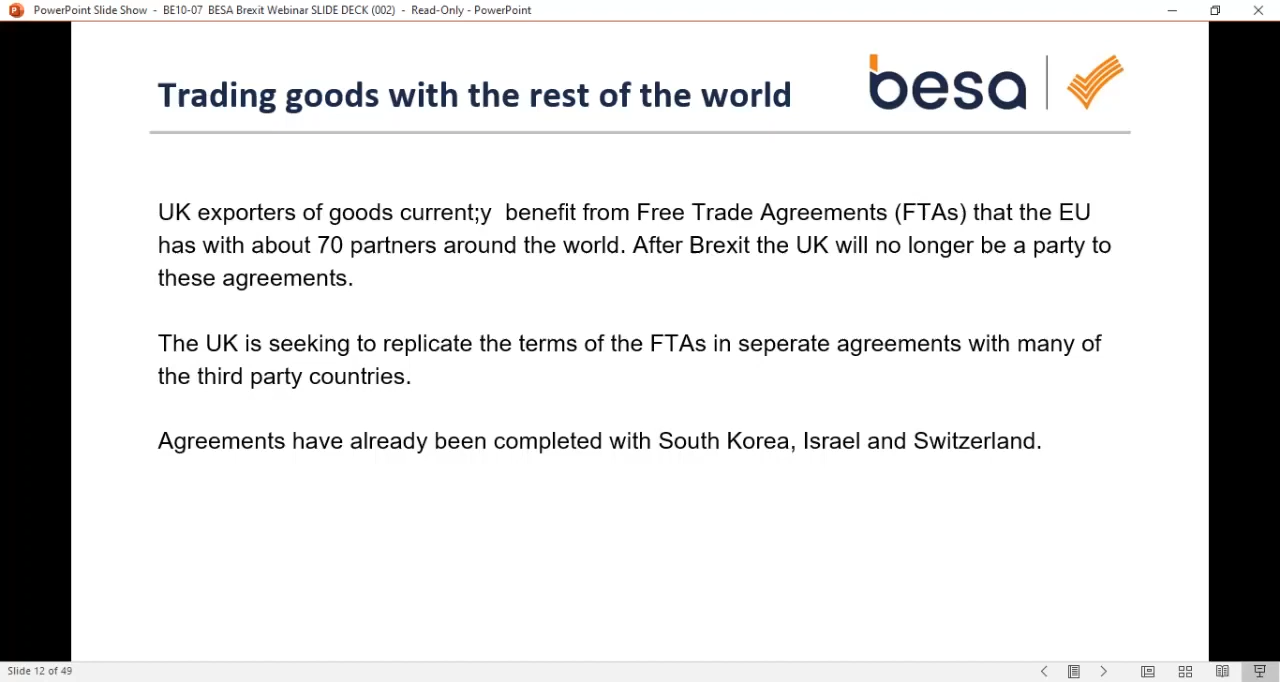 PowerPoint Slide Show - BE10-07 BESA Brexit Webinar SLIDE DECK (002) - Read-Only - PowerPoint
Trading goods with the rest of the world
besa
UK exporters of goods current;y  benefit from Free Trade Agreements (FTAs) that the EU
has with about 70 partners around the world. After Brexit the UK will no longer be a party to
these agreements.
The UK is seeking to replicate the terms of the FTAs in seperate agreements with many of
the third party countries.
Agreements have already been completed with South Korea, Israel and Switzerland.
Slide 12 of 49